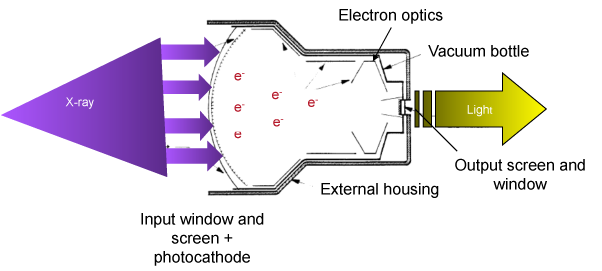 Electron optics
Vacuum bottle
X-ray
e-
e-
e-
e-
e-
e
e-
Light
Output screen and
window
External housing
Input window and
screen +
photocathode